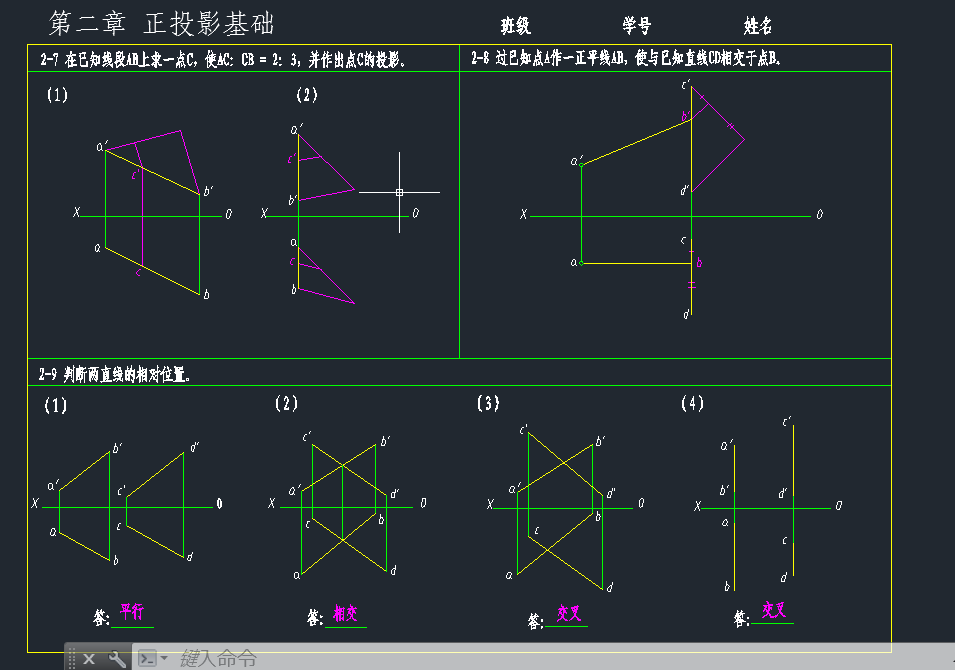 第二章 正投影基础
班级 学号 姓名
2-7 在已知线段AB上求一点C，使AC：CB = 2：3，并作出点C的投影。
2-8 过已知点A作一正平线AB，使与已知直线CD相交于点B。
(1)
(2)
a'
c'
b'
X
O
a
c
b
a'
c'
b'
X
O
a
c
b
c'
b'
a'
d'
X
O
c
a
b
d
2-9 判断两直线的相对位置。
(1)
(2)
(3)
(4)
b'
d'
a'
c'
X
O
a
c
b
d
答：平行
c'
b'
a'
d'
X
O
c
b
a
d
答：相交
c'
b'
a'
d'
X
O
b
c
a
d
答：交叉
c'
a'
b'
d'
X
O
a
c
d
b
答：交叉
键入命令